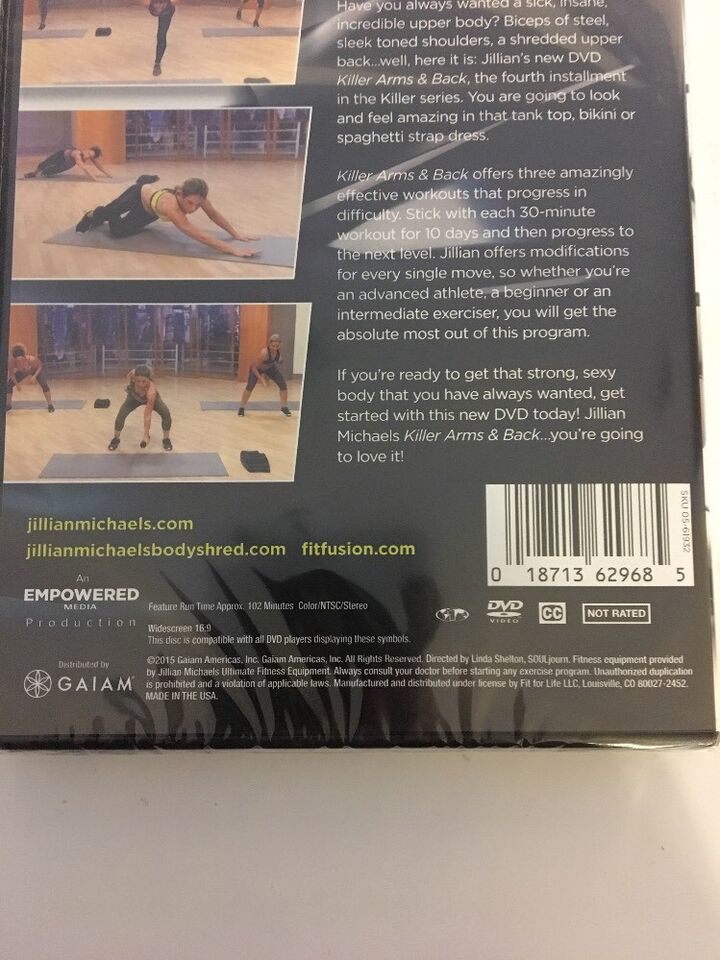 Have you always wanted a sick, insane,
incredible upper body? Biceps of steel,
sleek toned shoulders, a shredded upper
back...well, here it is: Jillian's new DVD
Killer Arms & Back, the fourth installment
in the Killer series. You are going to look
and feel amazing in that tank top, bikini or
spaghetti strap dress.
Killer Arms & Back offers three amazingly
effective workouts that progress in
difficulty. Stick with each 30-minute
workout for 10 days and then progress to
the next level. Jillian offers modifications
for every single move, so whether you're
an advanced athlete, a beginner or an
intermediate exerciser, you will get the
absolute most out of this program.
If you're ready to get that strong, sexy
body that you have always wanted, get
started with this new DVD today! Jillian
Michaels Killer Arms & Back...you're going
to love it!
jillianmichaels.com
jillianmichaelsbodyshred.com fitfusion.com
SKU 05-61932
0 18713 62968 5
An
EMPOWERED
MEDIA
Production
Feature Run Time Approx. 102 Minutes Color/NTSC/Stereo
Widescreen 16:9
This disc is compatible with all DVD players displaying these symbols.
DVD
VIDEO
CC
NOT RATED
Distributed by
GAIAM
©2015 Gaiam Americas, Inc. Gaiam Americas, Inc. All Rights Reserved. Directed by Linda Shelton, SOULjourn. Fitness equipment provided
by Jillian Michaels Ultimate Fitness Equipment. Always consult your doctor before starting any exercise program. Unauthorized duplication
is prohibited and a violation of applicable laws. Manufactured and distributed under license by Fit for Life LLC, Louisville, CO 80027-2452.
MADE IN THE USA.